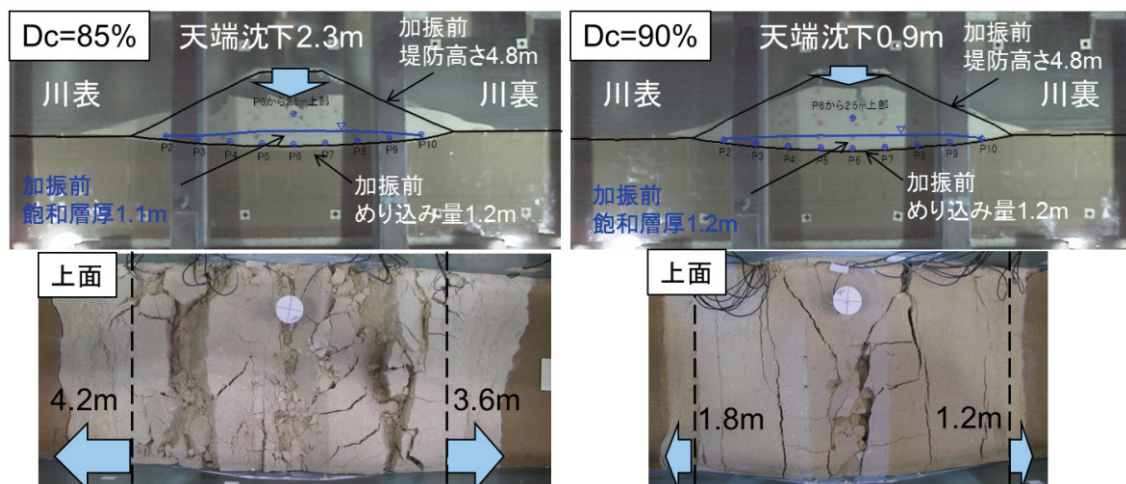 Dc=85%
天端沈下2.3m
加振前
堤防高さ4.8m
川表
川裏
P6から2.5m上部
P2
P3
P4
P5
P6
P7
P8
P9
P10
加振前
飽和層厚1.1m
加振前
めり込み量1.2m
Dc=90%
天端沈下0.9m
加振前
堤防高さ4.8m
川表
川裏
P6から2.5m上部
P2
P3
P4
P5
P6
P7
P8
P9
P10
加振前
飽和層厚1.2m
加振前
めり込み量1.2m
上面
4.2m
3.6m
上面
1.8m
1.2m